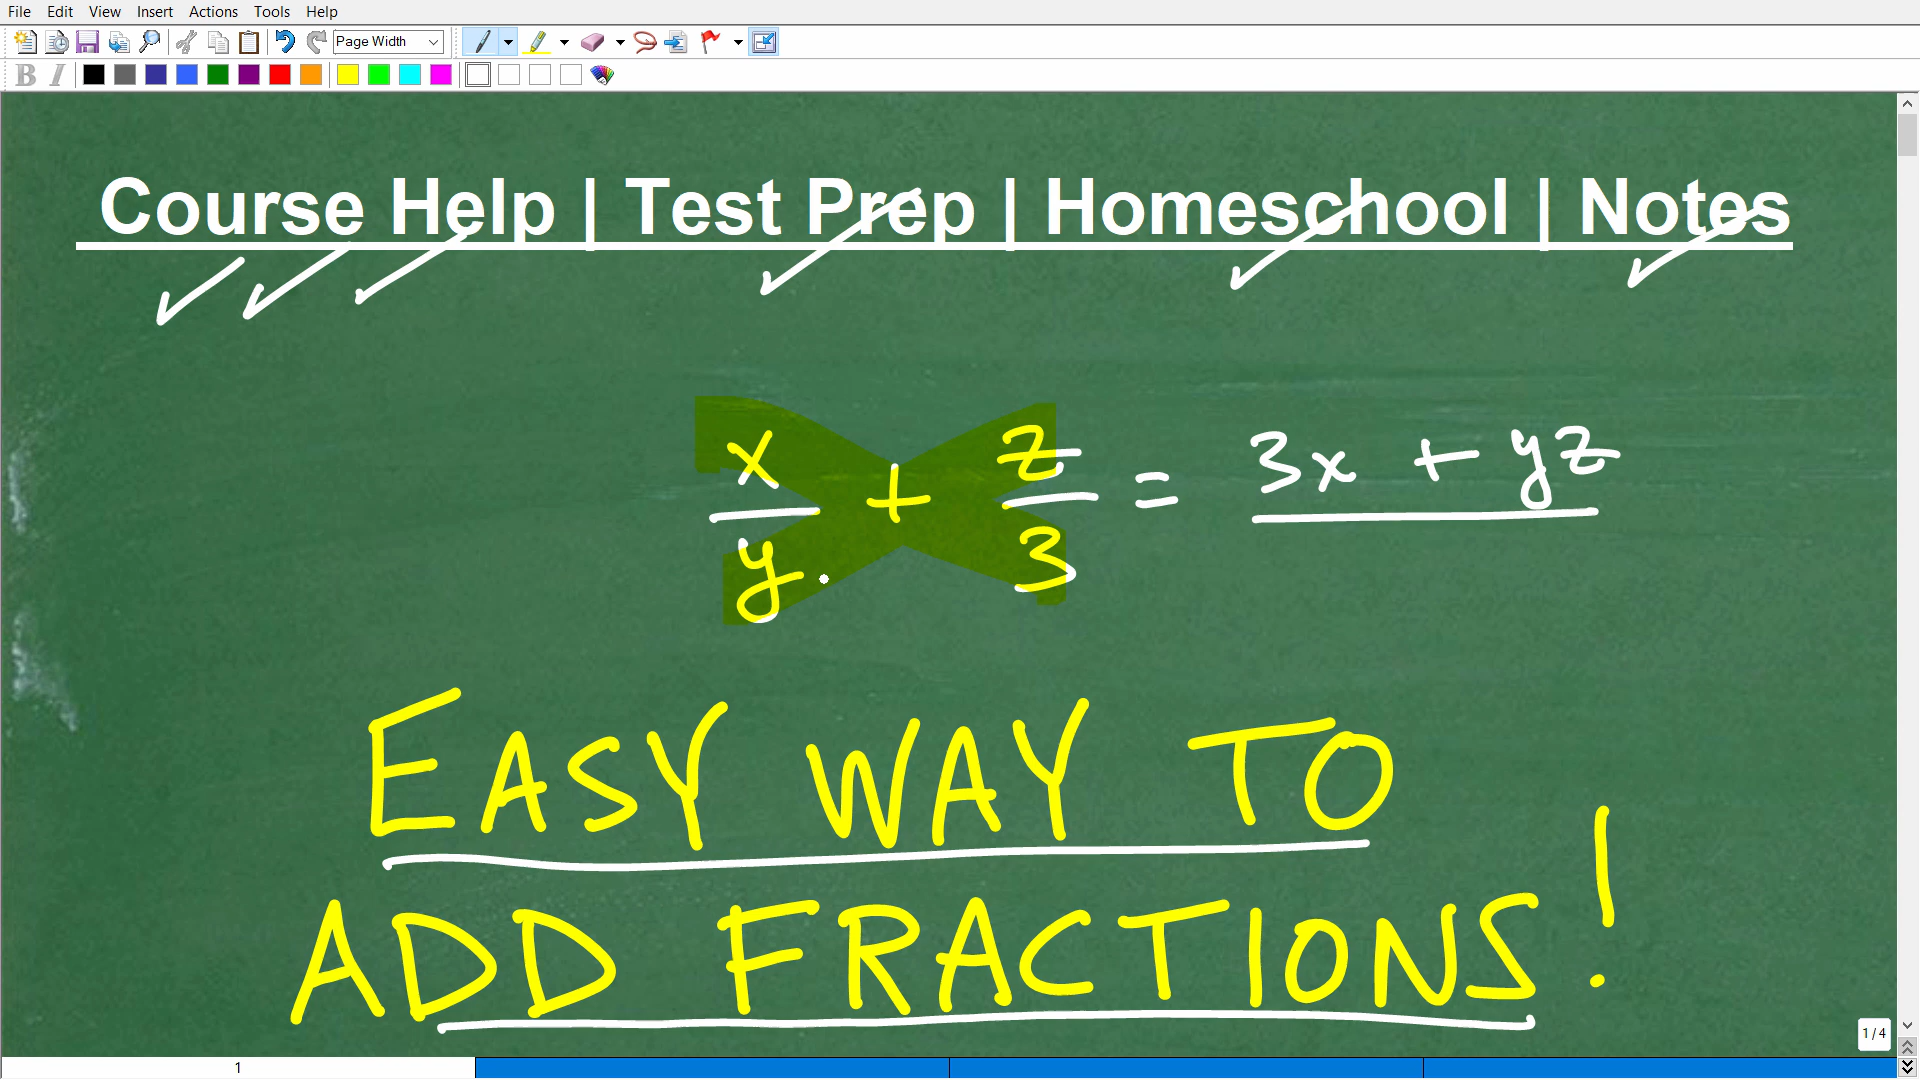 File Edit View Insert Actions Tools Help
Page Width
B I
Course Help | Test Prep | Homeschool | Notes
x/y + z/3 = 3x + yz
EASY WAY TO
ADD FRACTIONS!
1 / 4
1